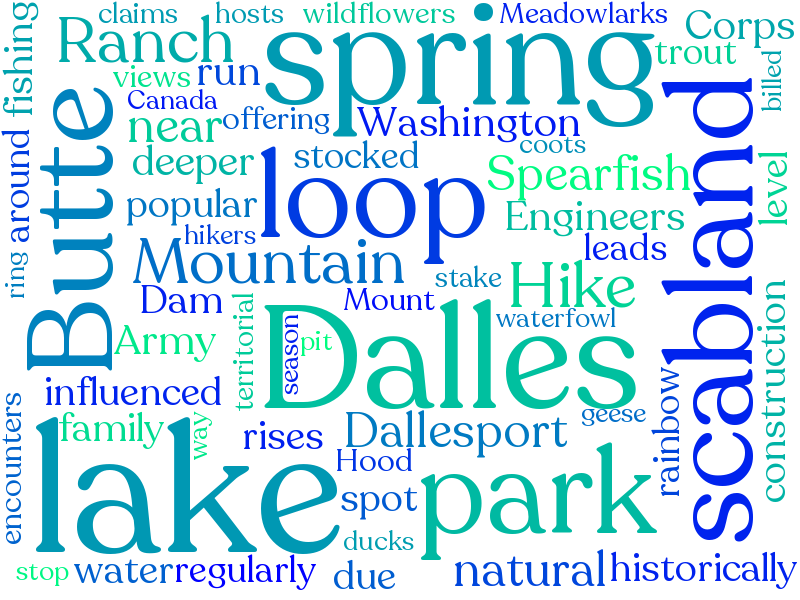 claims hosts wildflowers Meadowlarks
fishing Ranch spring Corps
views run trout billed
Canada offering Washington
near coots
deeper stocked Spearfish level
around Butte popular loop Engineers scabland
hikers leads
ring Mountain stake Hike
Dam Mount waterfowl
Army territorial season pit Dalles construction
influenced rainbow
encounters family way rises Dallesport geese
Hood
lake spot park
ducks
stop water regularly due natural historically